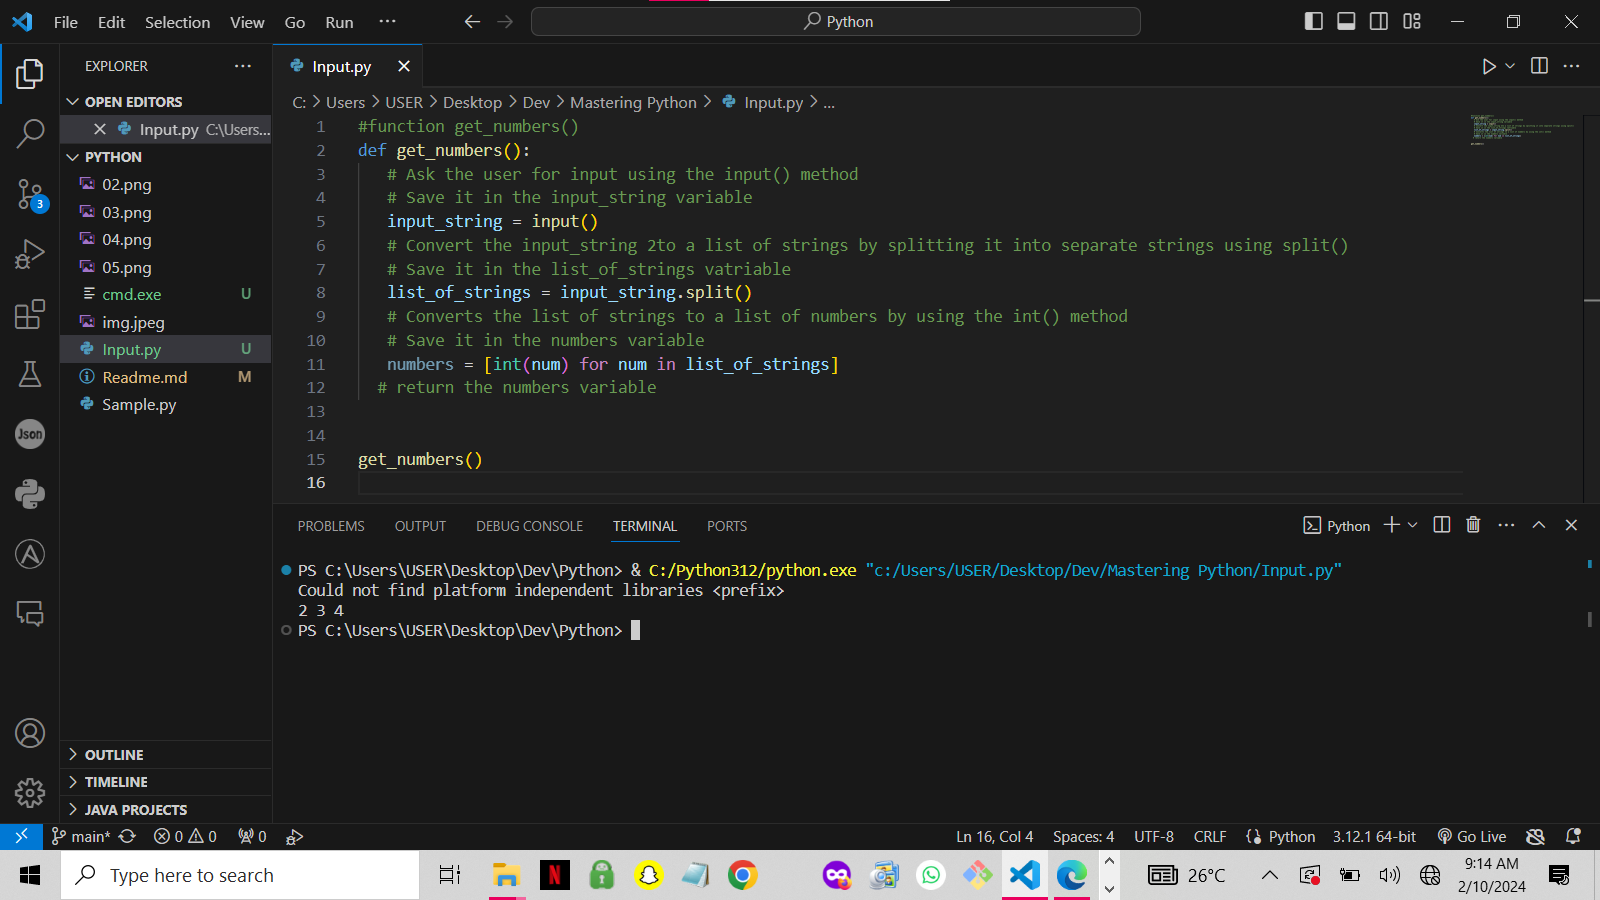 File Edit Selection View Go Run ··· Python
EXPLORER ···
OPEN EDITORS
Input.py C:\Users...
PYTHON
02.png
03.png
04.png
05.png
cmd.exe U
img.jpeg
Input.py U
Readme.md M
Sample.py
OUTLINE
TIMELINE
JAVA PROJECTS
3
Json
Input.py
C: > Users > USER > Desktop > Dev > Mastering Python > Input.py > ...
1 #function get_numbers()
2 def get_numbers():
3 # Ask the user for input using the input() method
4 # Save it in the input_string variable
5 input_string = input()
6 # Convert the input_string 2to a list of strings by splitting it into separate strings using split()
7 # Save it in the list_of_strings vatriable
8 list_of_strings = input_string.split()
9 # Converts the list of strings to a list of numbers by using the int() method
10 # Save it in the numbers variable
11 numbers = [int(num) for num in list_of_strings]
12 # return the numbers variable
13
14
15 get_numbers()
16
PROBLEMS OUTPUT DEBUG CONSOLE TERMINAL PORTS Python
PS C:\Users\USER\Desktop\Dev\Python> & C:/Python312/python.exe "c:/Users/USER/Desktop/Dev/Mastering Python/Input.py"
Could not find platform independent libraries <prefix>
2 3 4
PS C:\Users\USER\Desktop\Dev\Python>
main* 0 0 0 Ln 16, Col 4 Spaces: 4 UTF-8 CRLF Python 3.12.1 64-bit Go Live
Type here to search N 26°C 9:14 AM
2/10/2024